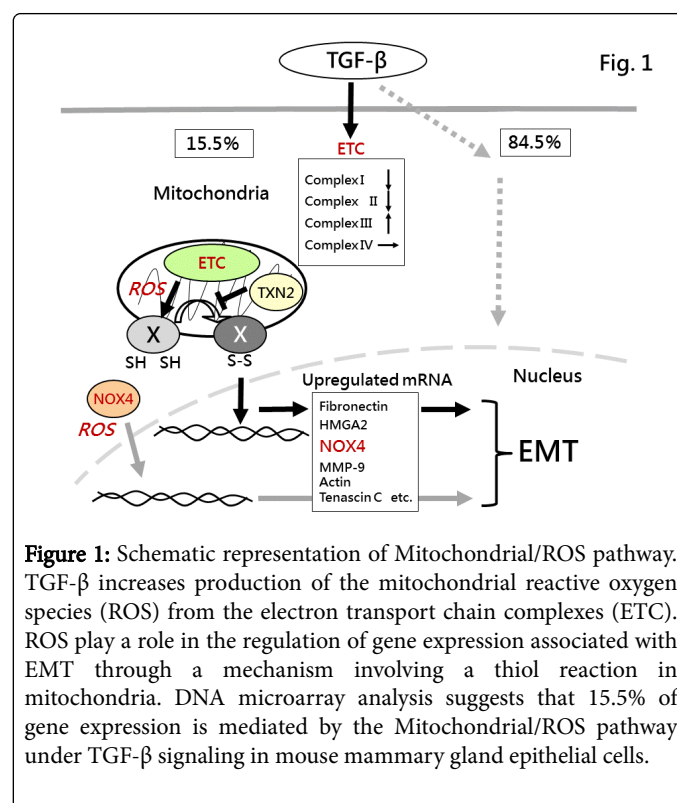 TGF-β
Fig. 1
15.5%
84.5%
ETC
Complex I
Complex II
Complex III
Complex IV
Mitochondria
ETC
ROS
TXN2
X
X
SH SH
S-S
Nucleus
Upregulated mRNA
NOX4
ROS
Fibronectin
HMGA2
NOX4
MMP-9
Actin
Tenascin C etc.
EMT
Figure 1: Schematic representation of Mitochondrial/ROS pathway.
TGF-β increases production of the mitochondrial reactive oxygen
species (ROS) from the electron transport chain complexes (ETC).
ROS play a role in the regulation of gene expression associated with
EMT through a mechanism involving a thiol reaction in
mitochondria. DNA microarray analysis suggests that 15.5% of
gene expression is mediated by the Mitochondrial/ROS pathway
under TGF-β signaling in mouse mammary gland epithelial cells.